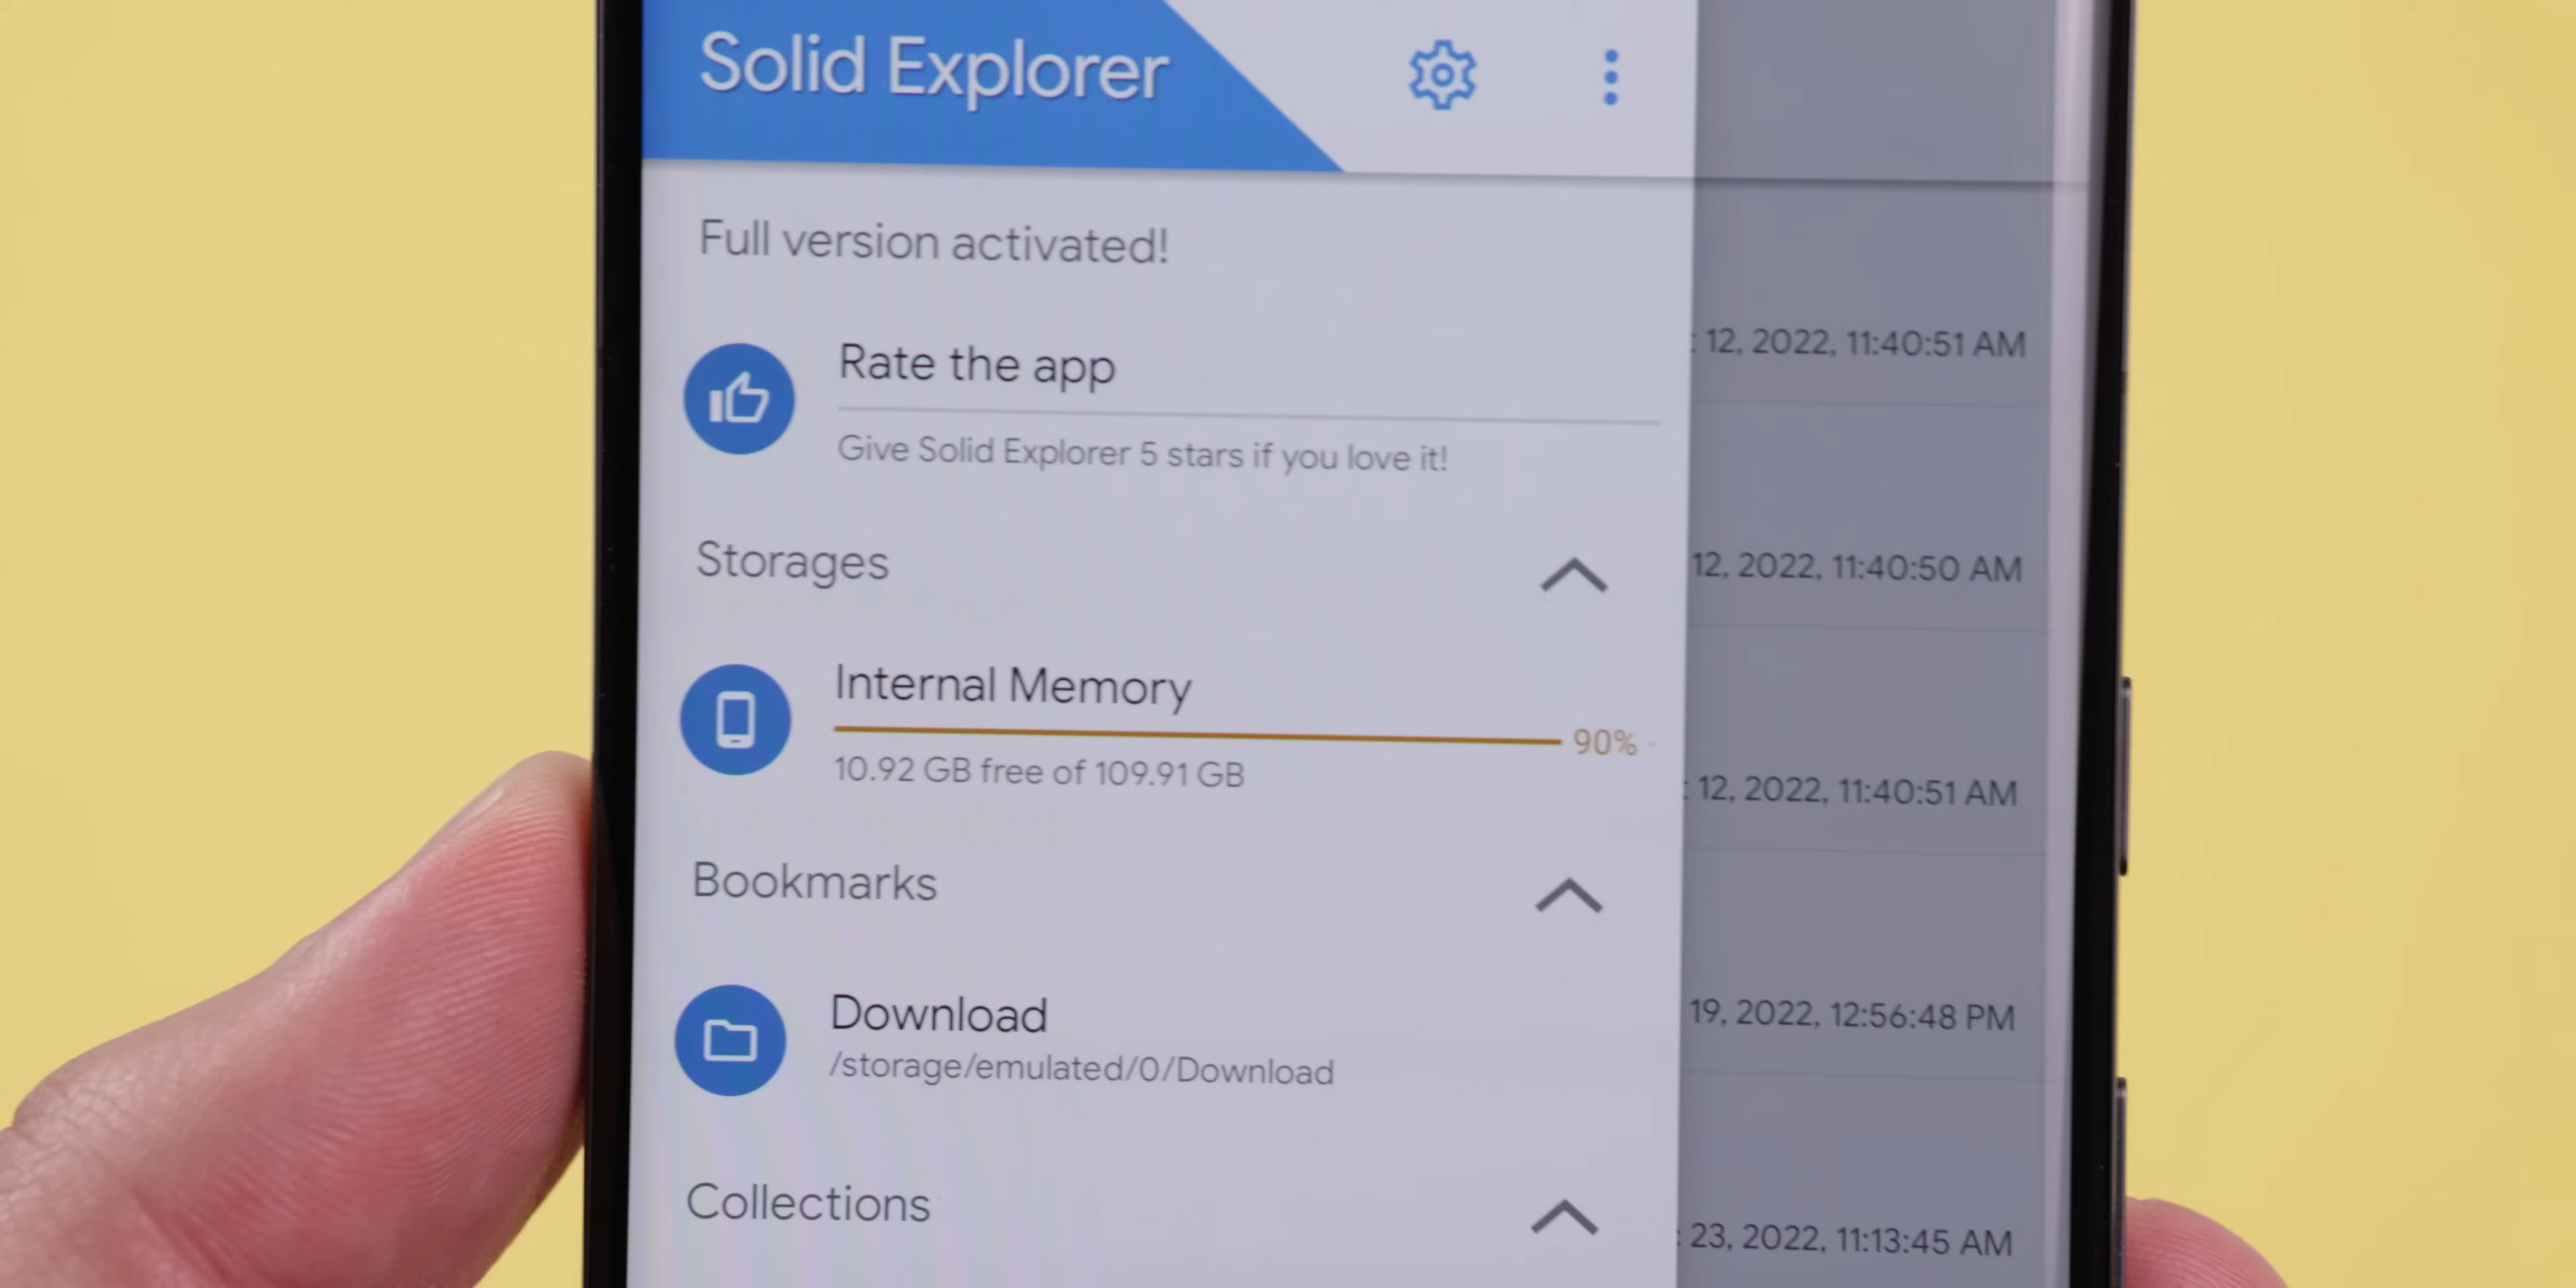 Solid Explorer
Full version activated!
Rate the app
Give Solid Explorer 5 stars if you love it!
Storages
Internal Memory
90%
10.92 GB free of 109.91 GB
Bookmarks
Download
/storage/emulated/0/Download
Collections
12, 2022, 11:40:51 AM
12, 2022, 11:40:50 AM
12, 2022, 11:40:51 AM
19, 2022, 12:56:48 PM
23, 2022, 11:13:45 AM